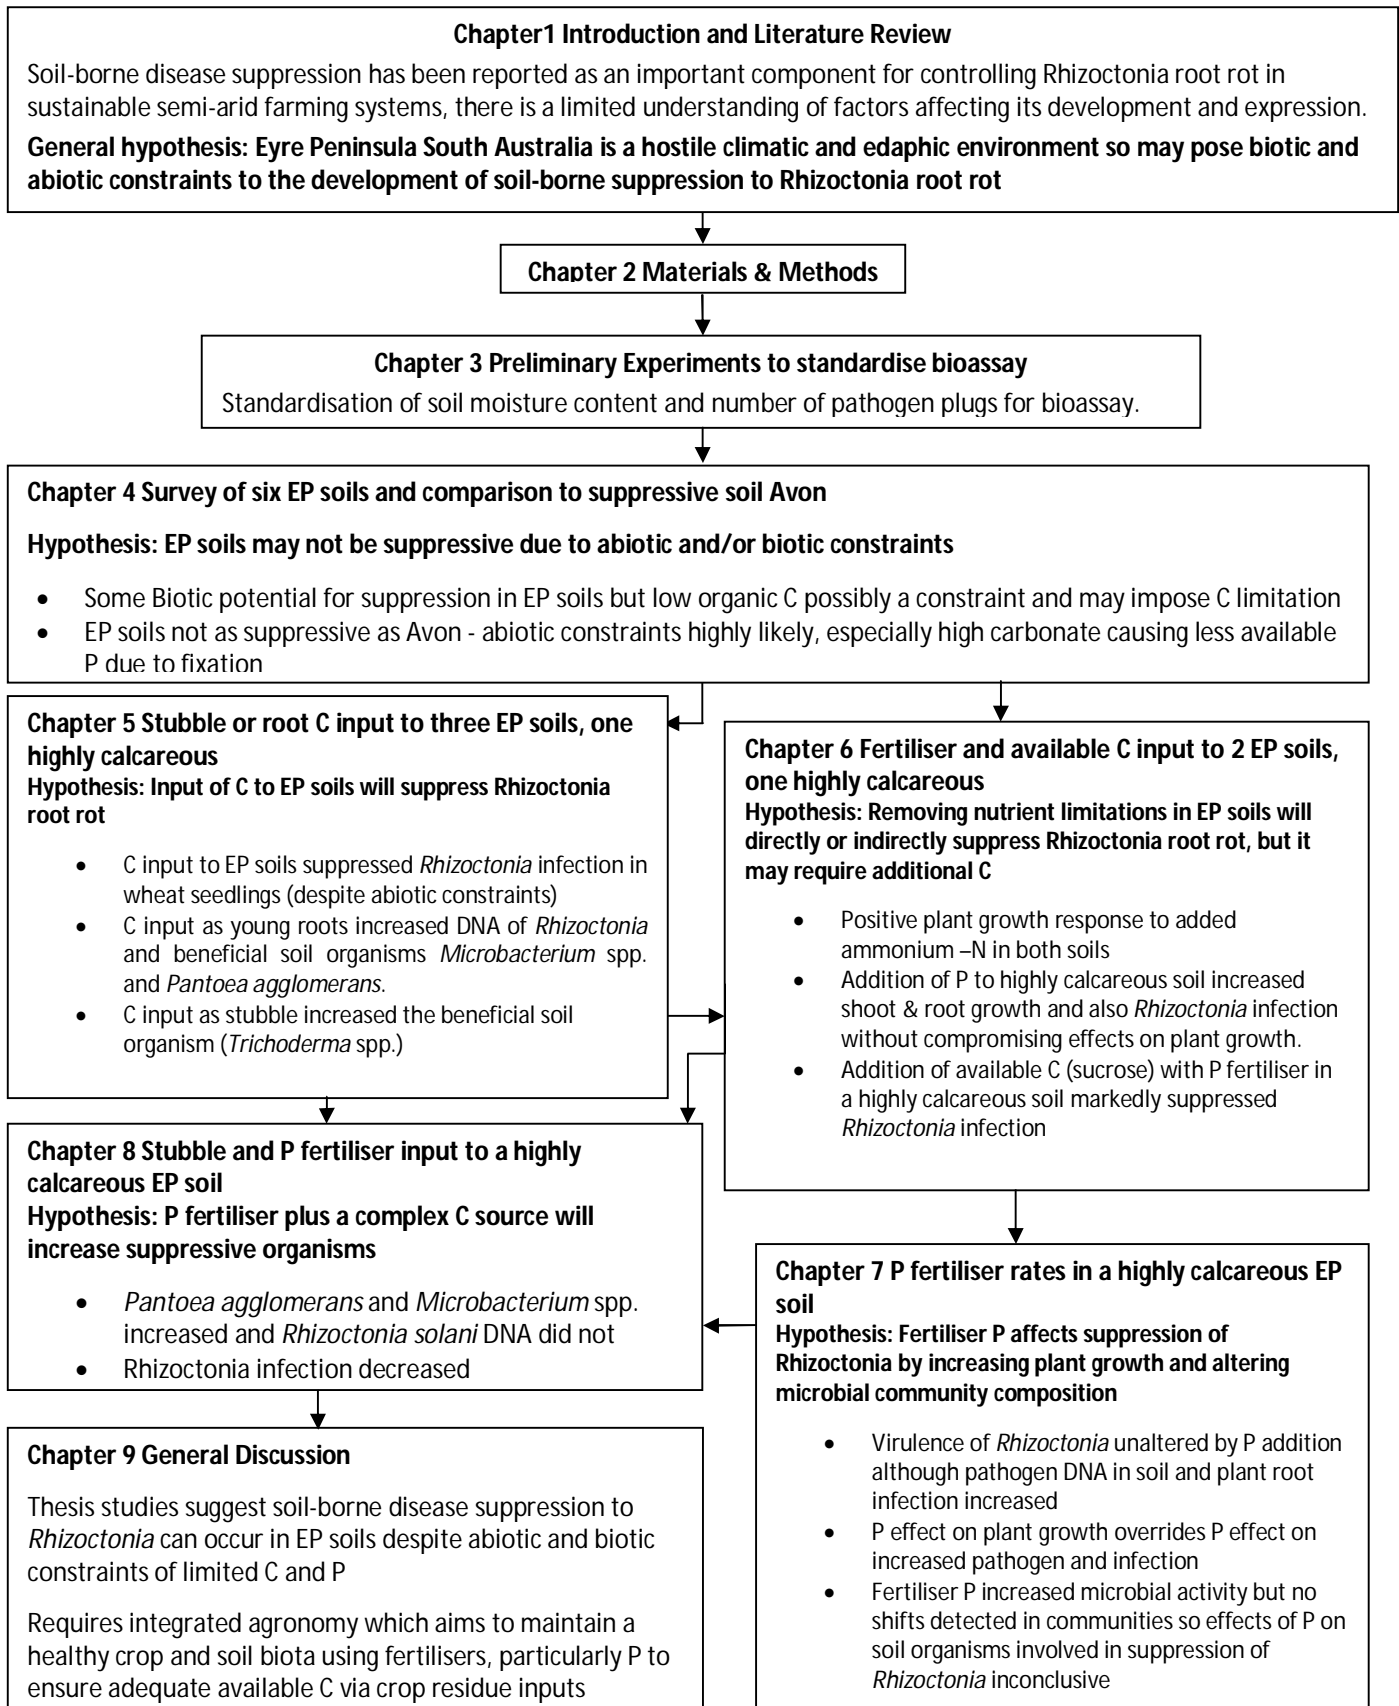 Chapter1 Introduction and Literature Review
Soil-borne disease suppression has been reported as an important component for controlling Rhizoctonia root rot in
sustainable semi-arid farming systems, there is a limited understanding of factors affecting its development and expression.
General hypothesis: Eyre Peninsula South Australia is a hostile climatic and edaphic environment so may pose biotic and
abiotic constraints to the development of soil-borne suppression to Rhizoctonia root rot
Chapter 2 Materials & Methods
Chapter 3 Preliminary Experiments to standardise bioassay
Standardisation of soil moisture content and number of pathogen plugs for bioassay.
Chapter 4 Survey of six EP soils and comparison to suppressive soil Avon
Hypothesis: EP soils may not be suppressive due to abiotic and/or biotic constraints
• Some Biotic potential for suppression in EP soils but low organic C possibly a constraint and may impose C limitation
• EP soils not as suppressive as Avon - abiotic constraints highly likely, especially high carbonate causing less available
P due to fixation
Chapter 5 Stubble or root C input to three EP soils, one
highly calcareous
Hypothesis: Input of C to EP soils will suppress Rhizoctonia
root rot
• C input to EP soils suppressed Rhizoctonia infection in
wheat seedlings (despite abiotic constraints)
• C input as young roots increased DNA of Rhizoctonia
and beneficial soil organisms Microbacterium spp.
and Pantoea agglomerans.
• C input as stubble increased the beneficial soil
organism (Trichoderma spp.)
Chapter 6 Fertiliser and available C input to 2 EP soils,
one highly calcareous
Hypothesis: Removing nutrient limitations in EP soils will
directly or indirectly suppress Rhizoctonia root rot, but it
may require additional C
• Positive plant growth response to added
ammonium –N in both soils
• Addition of P to highly calcareous soil increased
shoot & root growth and also Rhizoctonia infection
without compromising effects on plant growth.
• Addition of available C (sucrose) with P fertiliser in
a highly calcareous soil markedly suppressed
Rhizoctonia infection
Chapter 8 Stubble and P fertiliser input to a highly
calcareous EP soil
Hypothesis: P fertiliser plus a complex C source will
increase suppressive organisms
• Pantoea agglomerans and Microbacterium spp.
increased and Rhizoctonia solani DNA did not
• Rhizoctonia infection decreased
Chapter 7 P fertiliser rates in a highly calcareous EP
soil
Hypothesis: Fertiliser P affects suppression of
Rhizoctonia by increasing plant growth and altering
microbial community composition
• Virulence of Rhizoctonia unaltered by P addition
although pathogen DNA in soil and plant root
infection increased
• P effect on plant growth overrides P effect on
increased pathogen and infection
• Fertiliser P increased microbial activity but no
shifts detected in communities so effects of P on
soil organisms involved in suppression of
Rhizoctonia inconclusive
Chapter 9 General Discussion
Thesis studies suggest soil-borne disease suppression to
Rhizoctonia can occur in EP soils despite abiotic and biotic
constraints of limited C and P
Requires integrated agronomy which aims to maintain a
healthy crop and soil biota using fertilisers, particularly P to
ensure adequate available C via crop residue inputs